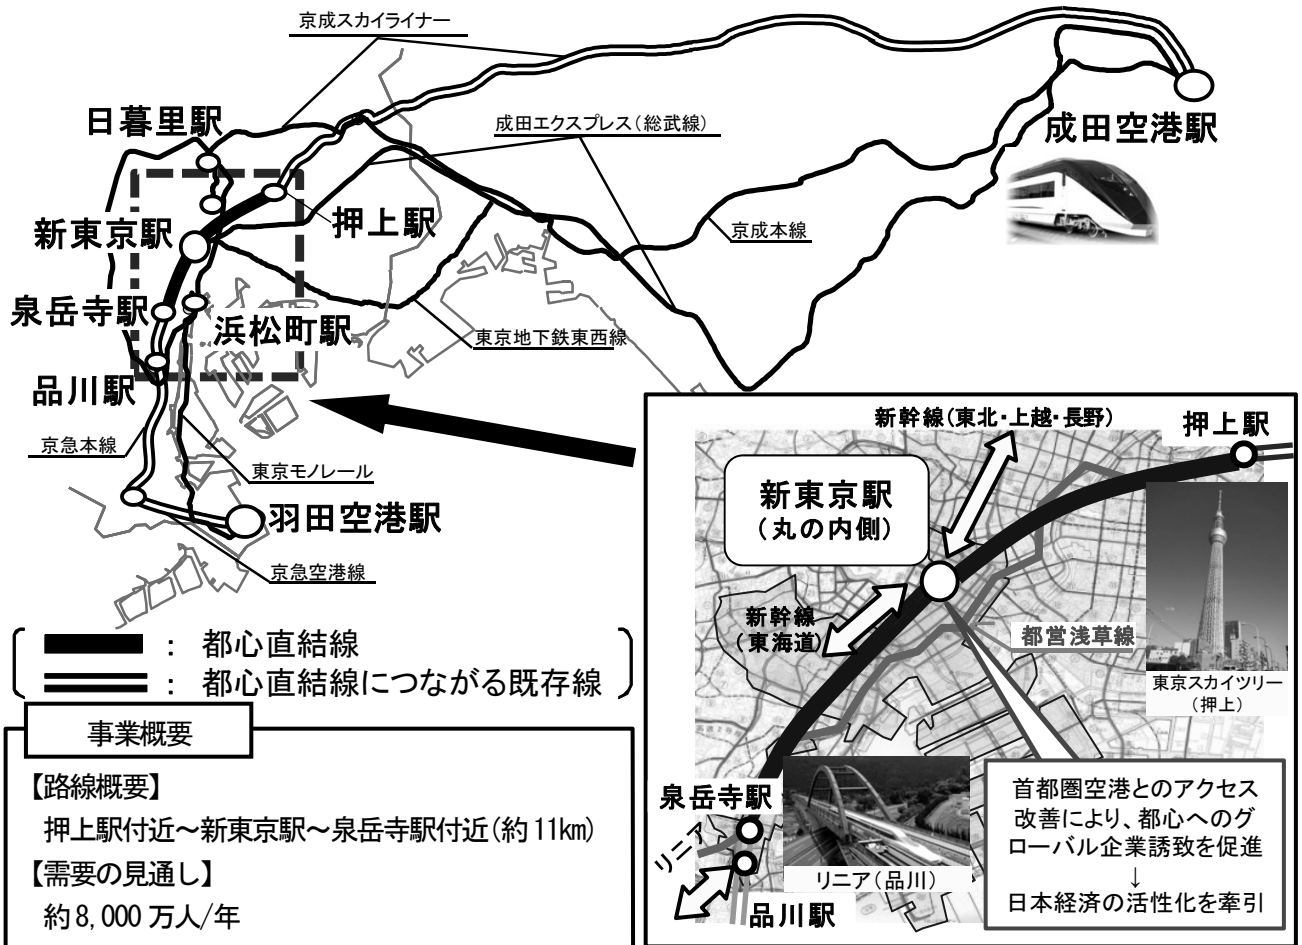 京成スカイライナー
日暮里駅
成田エクスプレス(総武線)
成田空港駅
新東京駅
押上駅
京成本線
泉岳寺駅
浜松町駅
東京地下鉄東西線
品川駅
京急本線
東京モノレール
羽田空港駅
京急空港線
: 都心直結線
: 都心直結線につながる既存線
事業概要
【路線概要】
押上駅付近~新東京駅~泉岳寺駅付近(約11km)
【需要の見通し】
約8,000万人/年
新幹線(東北・上越・長野)
押上駅
新東京駅
(丸の内側)
新幹線
(東海道)
都営浅草線
東京スカイツリー
(押上)
泉岳寺駅
リニア
リニア(品川)
品川駅
首都圏空港とのアクセス
改善により、都心へのグ
ローバル企業誘致を促進
↓
日本経済の活性化を牽引